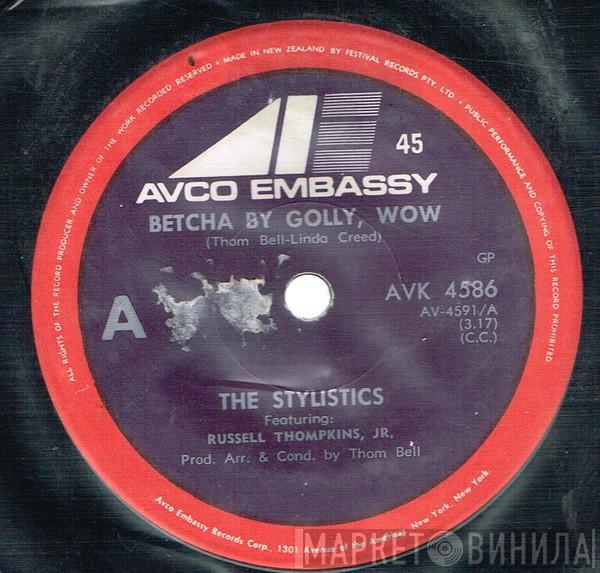 ALL RIGHTS OF THE RECORD PRODUCER AND OWNER OF THE WORK RECORDED RESERVED • MADE IN NEW ZEALAND BY FESTIVAL RECORDS PTY. LTD. • PUBLIC PERFORMANCE AND COPYING OF THIS RECORD PROHIBITED
45
AVCO EMBASSY
BETCHA BY GOLLY, WOW
(Thom Bell-Linda Creed)
GP
A
AVK 4586
AV-4591/A
(3.17)
(C.C.)
THE STYLISTICS
Featuring:
RUSSELL THOMPKINS, JR.
Prod. Arr. & Cond. by Thom Bell
Avco Embassy Records Corp., 1301 Avenue of the Americas, New York, New York.
МАРКЕТ ВИНИЛА